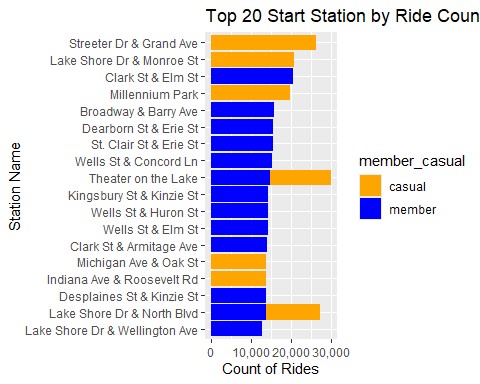 Top 20 Start Station by Ride Coun
Station Name
Streeter Dr & Grand Ave
Lake Shore Dr & Monroe St
Clark St & Elm St
Millennium Park
Broadway & Barry Ave
Dearborn St & Erie St
St. Clair St & Erie St
Wells St & Concord Ln
Theater on the Lake
Kingsbury St & Kinzie St
Wells St & Huron St
Wells St & Elm St
Clark St & Armitage Ave
Michigan Ave & Oak St
Indiana Ave & Roosevelt Rd
Desplaines St & Kinzie St
Lake Shore Dr & North Blvd
Lake Shore Dr & Wellington Ave
0 10,000 20,000 30,000
Count of Rides
member_casual
casual
member